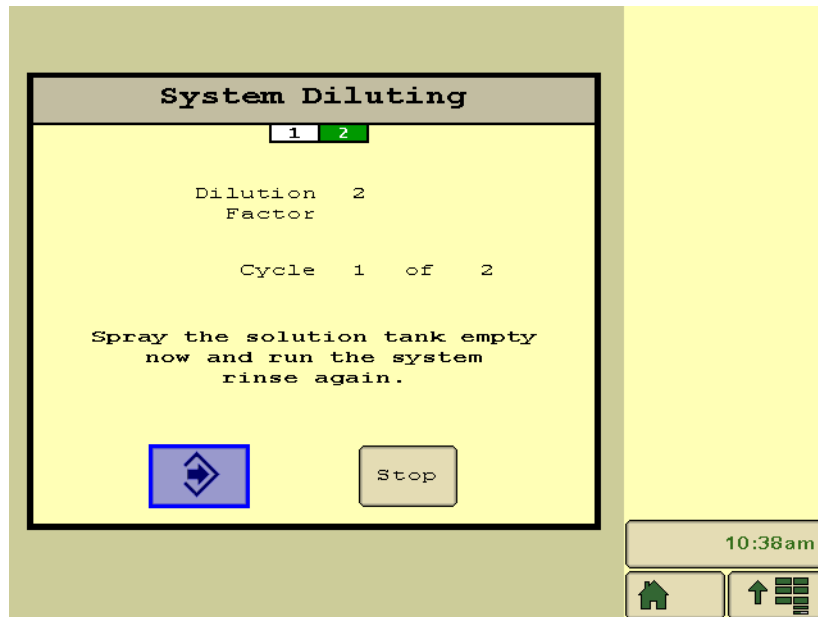 System Diluting
1 2
Dilution 2
Factor
Cycle 1 of 2
Spray the solution tank empty
now and run the system
rinse again.
Stop
10:38am